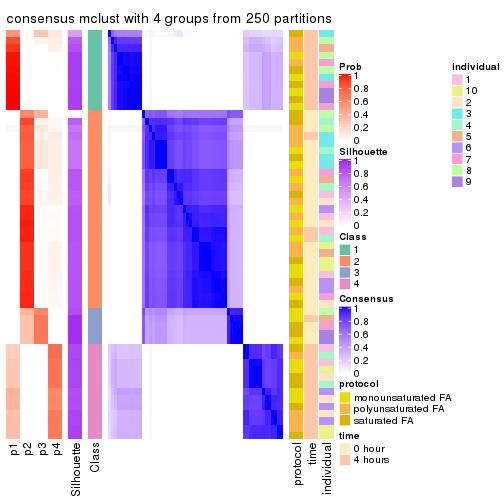 consensus mclust with 4 groups from 250 partitions
Prob
1
0.8
0.6
0.4
0.2
0
Silhouette
1
0.8
0.6
0.4
0.2
0
Class
1
2
3
4
Consensus
1
0.8
0.6
0.4
0.2
0
protocol
monounsaturated FA
polyunsaturated FA
saturated FA
time
0 hour
4 hours
individual
1
10
2
3
4
5
6
7
8
9
p1
p2
p3
p4
Silhouette
Class
protocol
time
individual